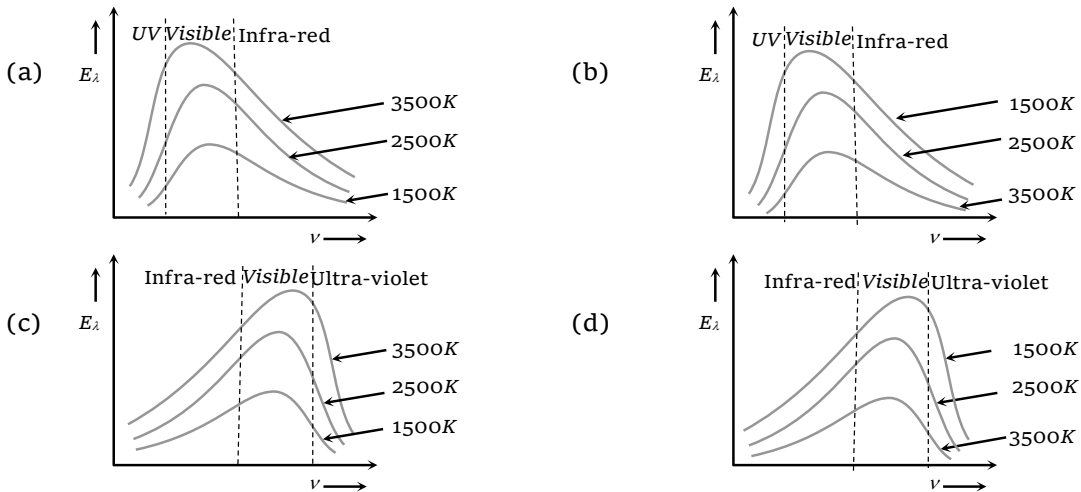 (a)
UV Visible Infra-red
Eλ
3500K
2500K
1500K
ν
(b)
UV Visible Infra-red
Eλ
1500K
2500K
3500K
ν
(c)
Infra-red Visible Ultra-violet
Eλ
3500K
2500K
1500K
ν
(d)
Infra-red Visible Ultra-violet
Eλ
1500K
2500K
3500K
ν